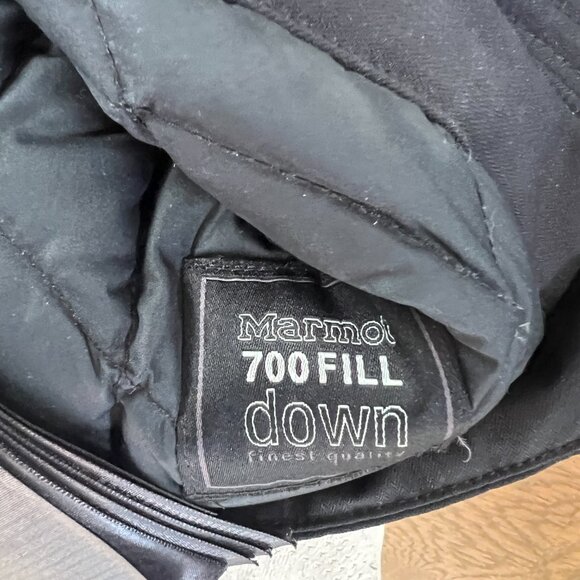 Marmot
700 FILL
down
finest quality